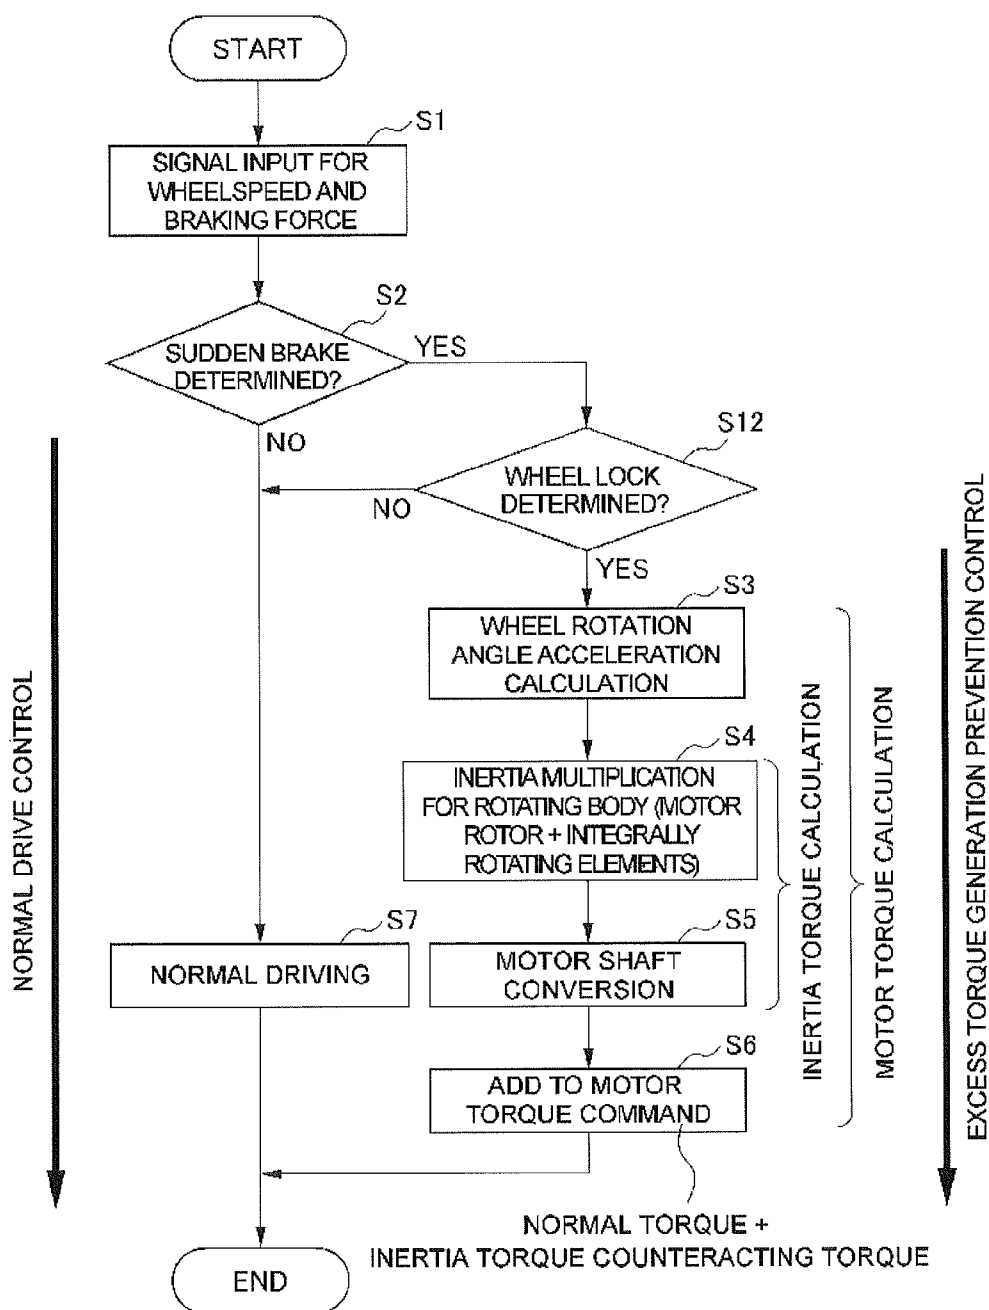 START
S1
SIGNAL INPUT FOR
WHEELSPEED AND
BRAKING FORCE
S2
SUDDEN BRAKE
DETERMINED?
YES
NO
S12
WHEEL LOCK
DETERMINED?
NO
YES
S3
WHEEL ROTATION
ANGLE ACCELERATION
CALCULATION
S4
INERTIA MULTIPLICATION
FOR ROTATING BODY (MOTOR
ROTOR + INTEGRALLY
ROTATING ELEMENTS)
S5
MOTOR SHAFT
CONVERSION
S6
ADD TO MOTOR
TORQUE COMMAND
S7
NORMAL DRIVING
NORMAL TORQUE +
INERTIA TORQUE COUNTERACTING TORQUE
END
NORMAL DRIVE CONTROL
INERTIA TORQUE CALCULATION
MOTOR TORQUE CALCULATION
EXCESS TORQUE GENERATION PREVENTION CONTROL